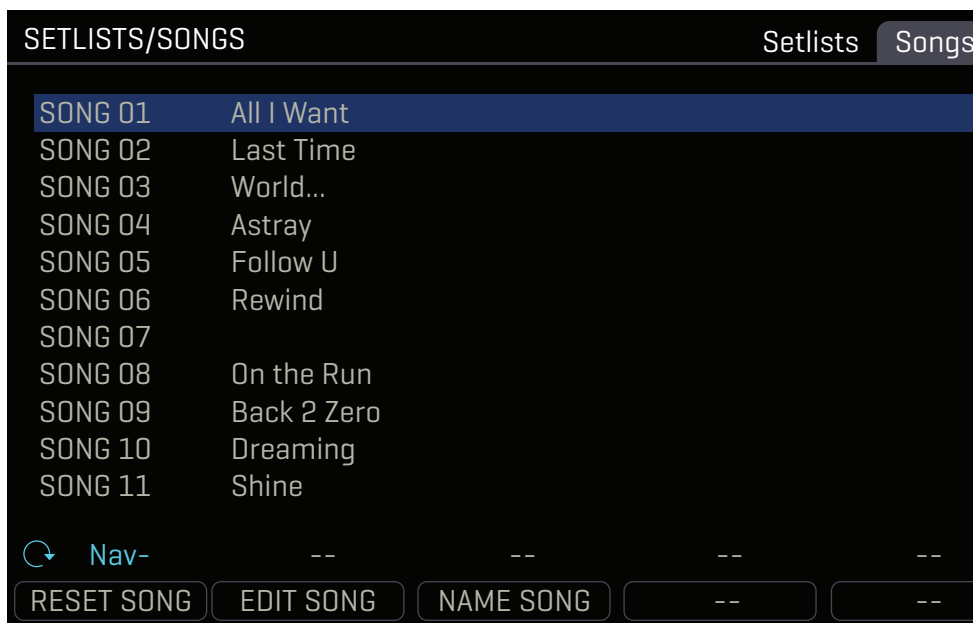 SETLISTS/SONGS Setlists Songs
SONG 01 All I Want
SONG 02 Last Time
SONG 03 World...
SONG 04 Astray
SONG 05 Follow U
SONG 06 Rewind
SONG 07
SONG 08 On the Run
SONG 09 Back 2 Zero
SONG 10 Dreaming
SONG 11 Shine
Nav- -- -- -- --
RESET SONG EDIT SONG NAME SONG -- --